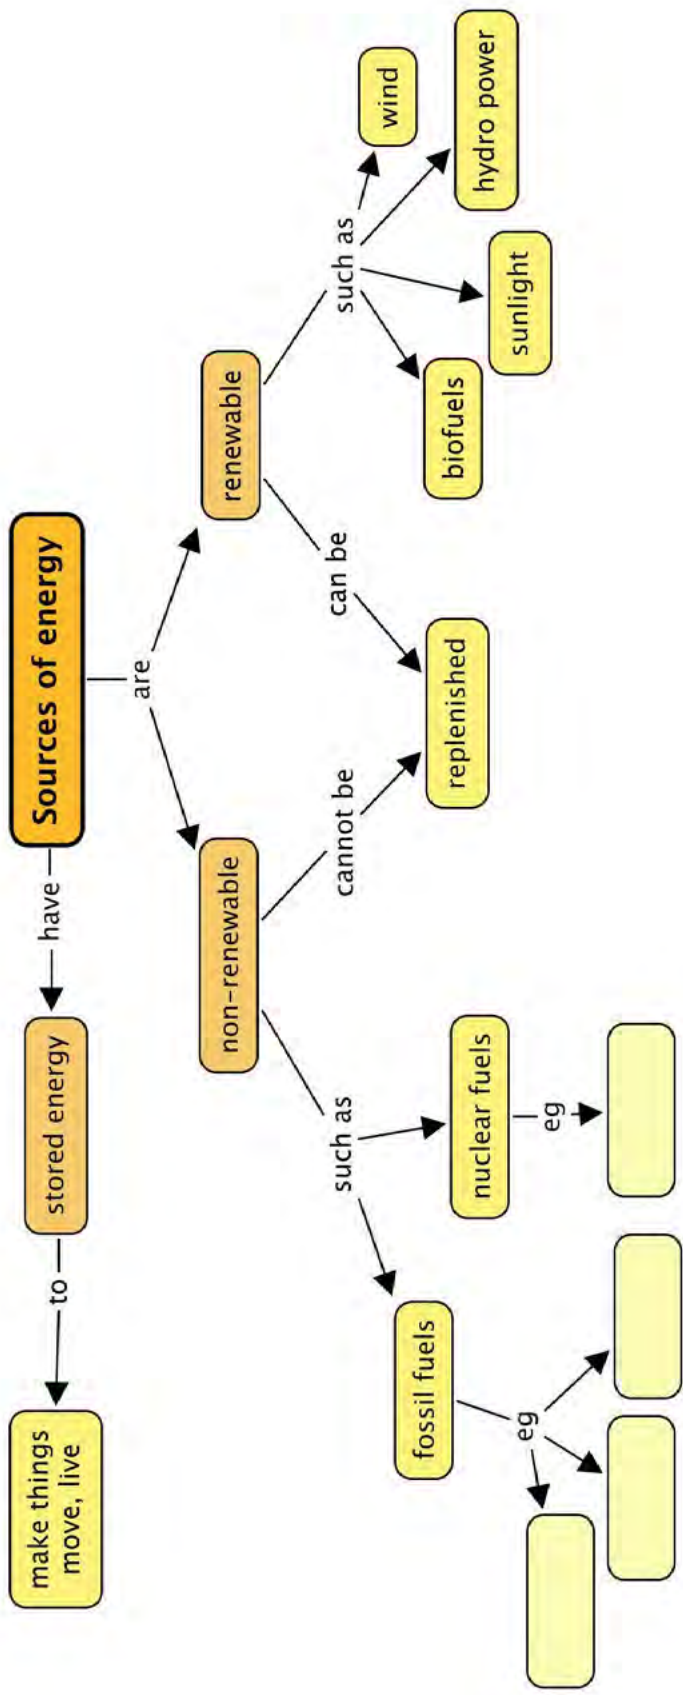 Sources of energy
have
stored energy
to
make things
move, live
are
non-renewable
renewable
such as
cannot be
can be
such as
fossil fuels
nuclear fuels
replenished
biofuels
sunlight
hydro power
wind
eg
eg